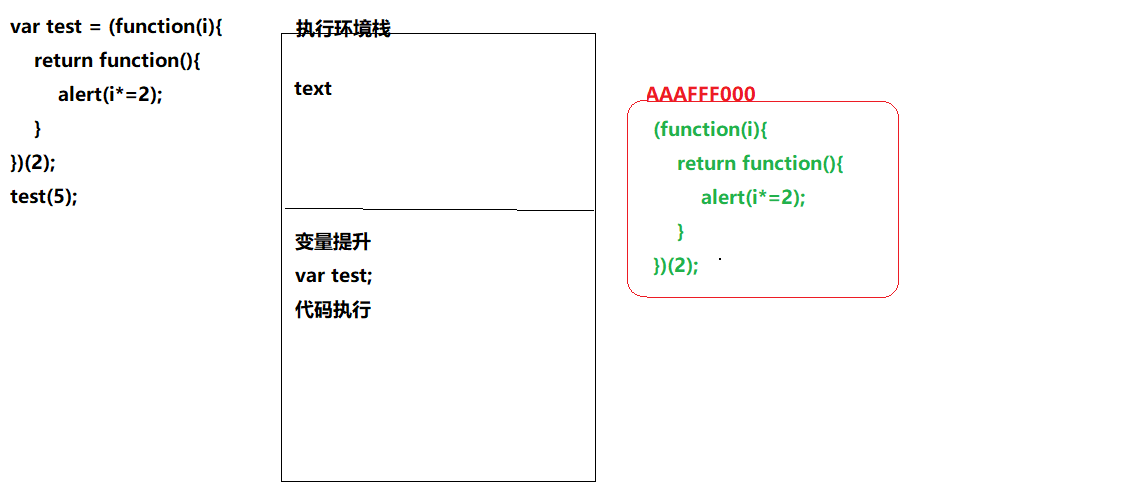 var test = (function(i){
return function(){
alert(i*=2);
}
})(2);
test(5);
执行环境栈
text
变量提升
var test;
代码执行
AAAFFF000
(function(i){
return function(){
alert(i*=2);
}
})(2);